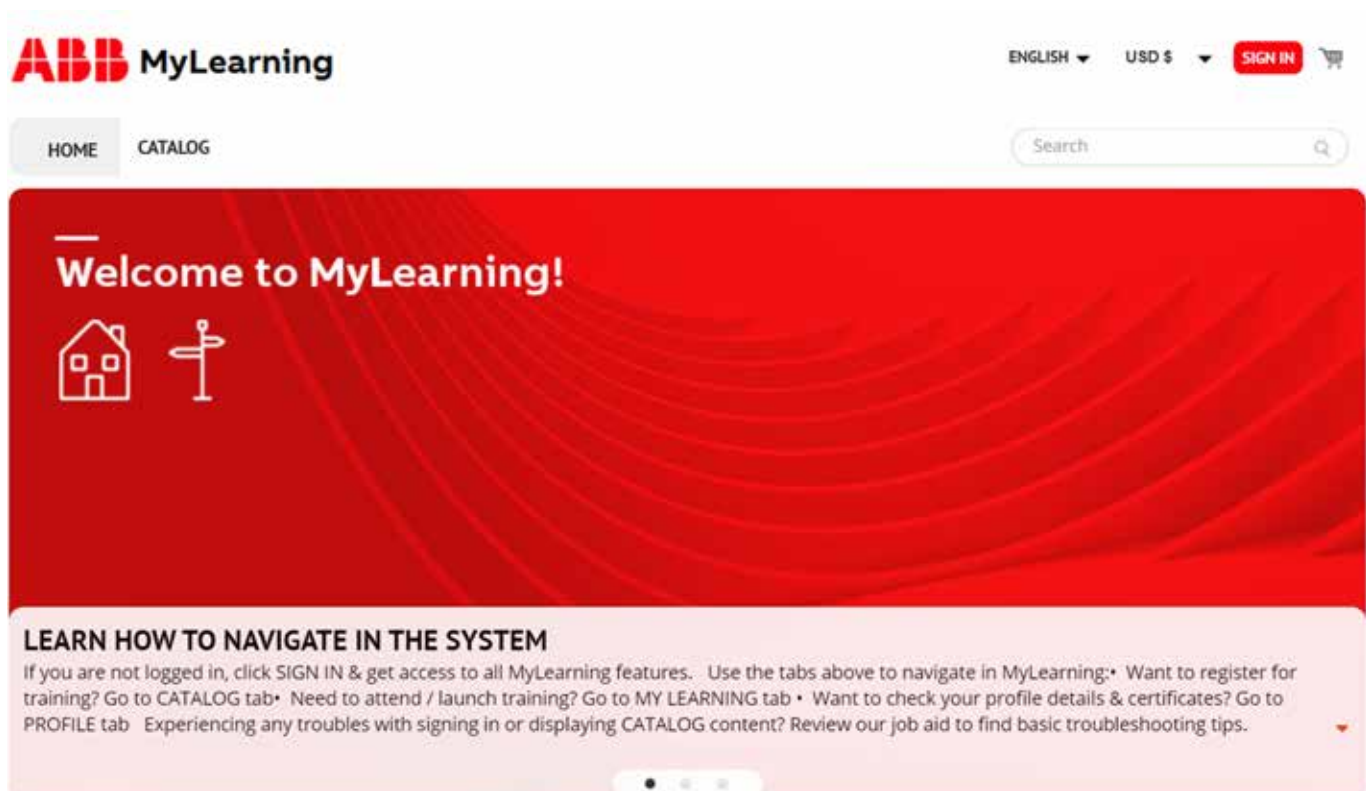 ABB MyLearning
ENGLISH USD $ SIGN IN
HOME CATALOG Search
Welcome to MyLearning!
LEARN HOW TO NAVIGATE IN THE SYSTEM
If you are not logged in, click SIGN IN & get access to all MyLearning features. Use the tabs above to navigate in MyLearning:• Want to register for
training? Go to CATALOG tab• Need to attend / launch training? Go to MY LEARNING tab • Want to check your profile details & certificates? Go to
PROFILE tab Experiencing any troubles with signing in or displaying CATALOG content? Review our job aid to find basic troubleshooting tips.